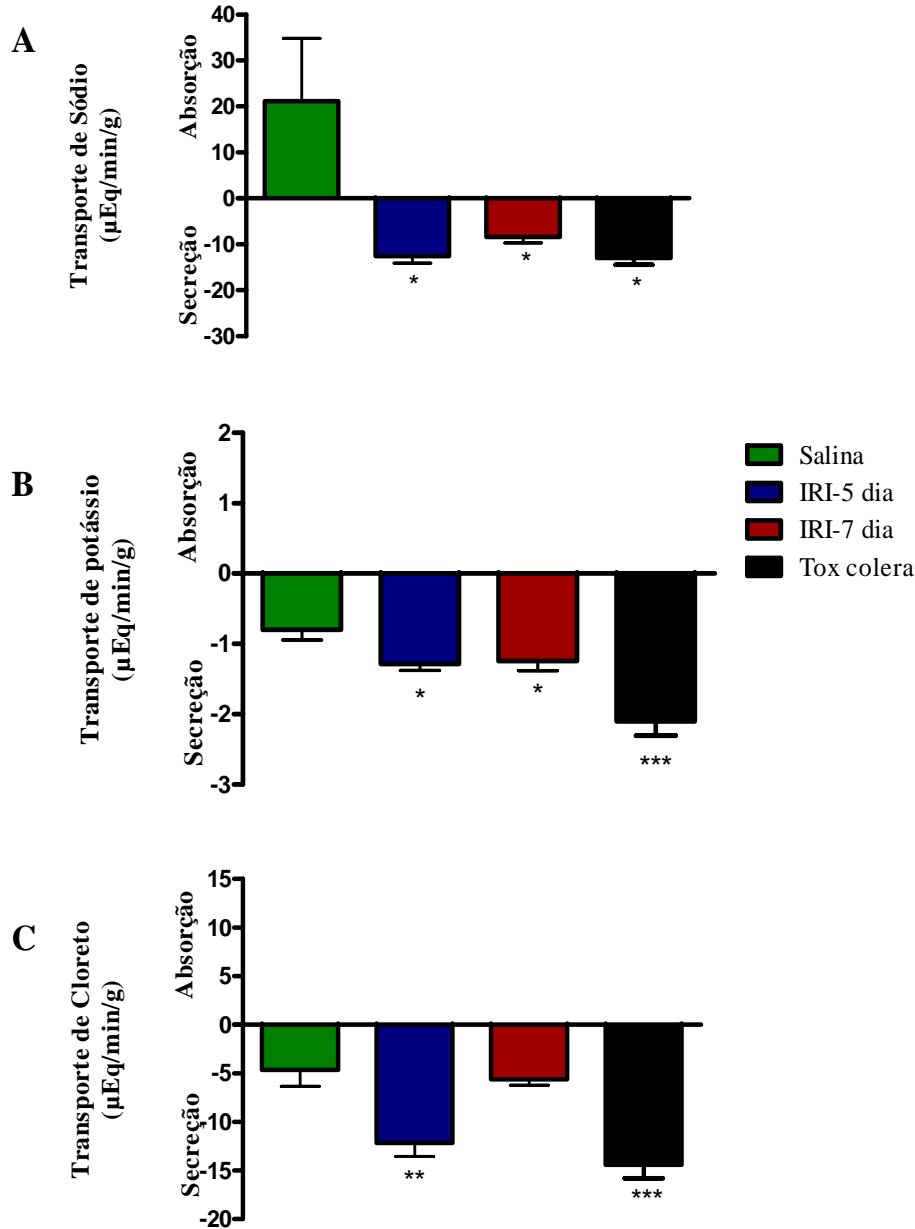 A
Transporte de Sódio
(µEq/min/g)
Secreção
Absorção
40
30
20
10
0
-10
-20
-30
*
*
*
B
Transporte de potássio
(µEq/min/g)
Secreção
Absorção
2
1
0
-1
-2
-3
*
*
***
Salina
IRI-5 dia
IRI-7 dia
Tox colera
C
Transporte de Cloreto
(µEq/min/g)
Secreção
Absorção
15
10
5
0
-5
-10
-15
-20
**
***